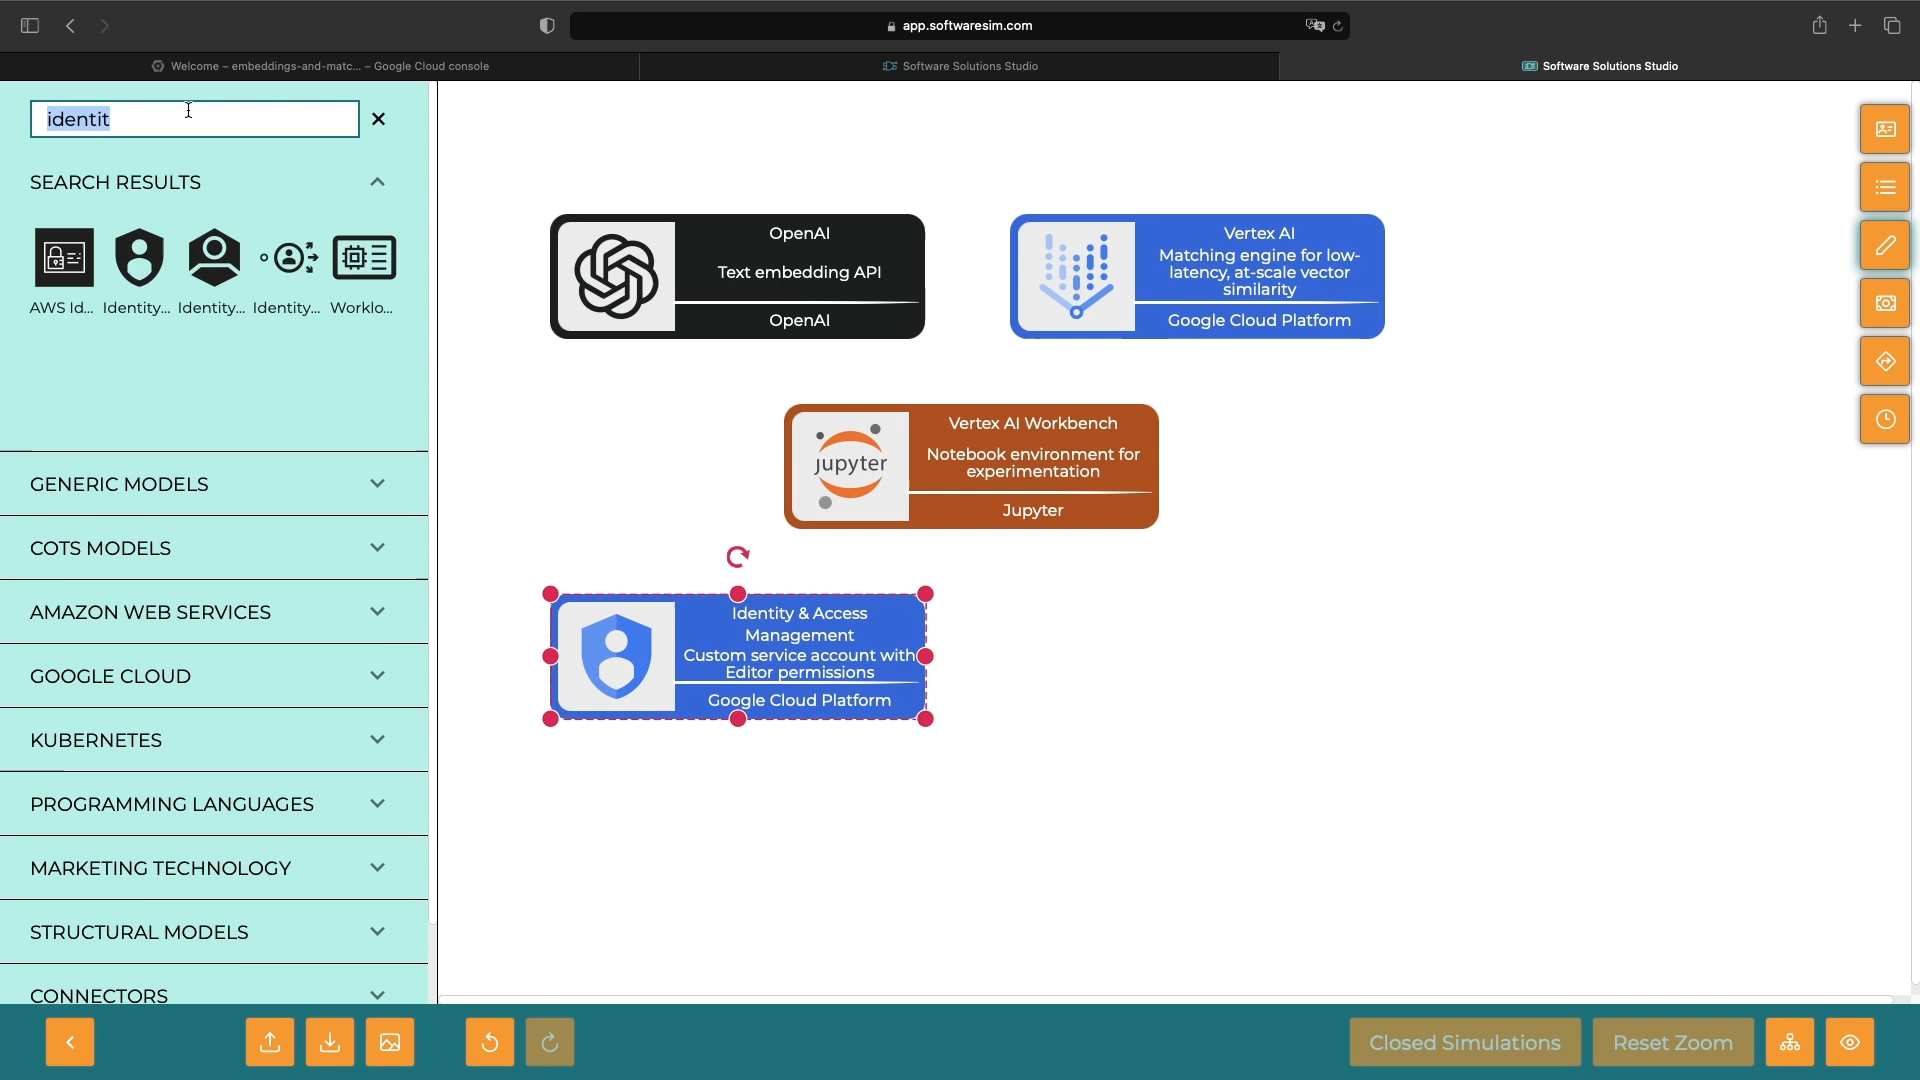 app.softwaresim.com
Welcome – embeddings-and-matc... – Google Cloud console
Software Solutions Studio
Software Solutions Studio
identit
SEARCH RESULTS
AWS Id...
Identity...
Identity...
Identity...
Worklo...
GENERIC MODELS
COTS MODELS
AMAZON WEB SERVICES
GOOGLE CLOUD
KUBERNETES
PROGRAMMING LANGUAGES
MARKETING TECHNOLOGY
STRUCTURAL MODELS
CONNECTORS
OpenAI
Text embedding API
OpenAI
Vertex AI
Matching engine for low-
latency, at-scale vector
similarity
Google Cloud Platform
jupyter
Vertex AI Workbench
Notebook environment for
experimentation
Jupyter
Identity & Access
Management
Custom service account with
Editor permissions
Google Cloud Platform
Closed Simulations
Reset Zoom